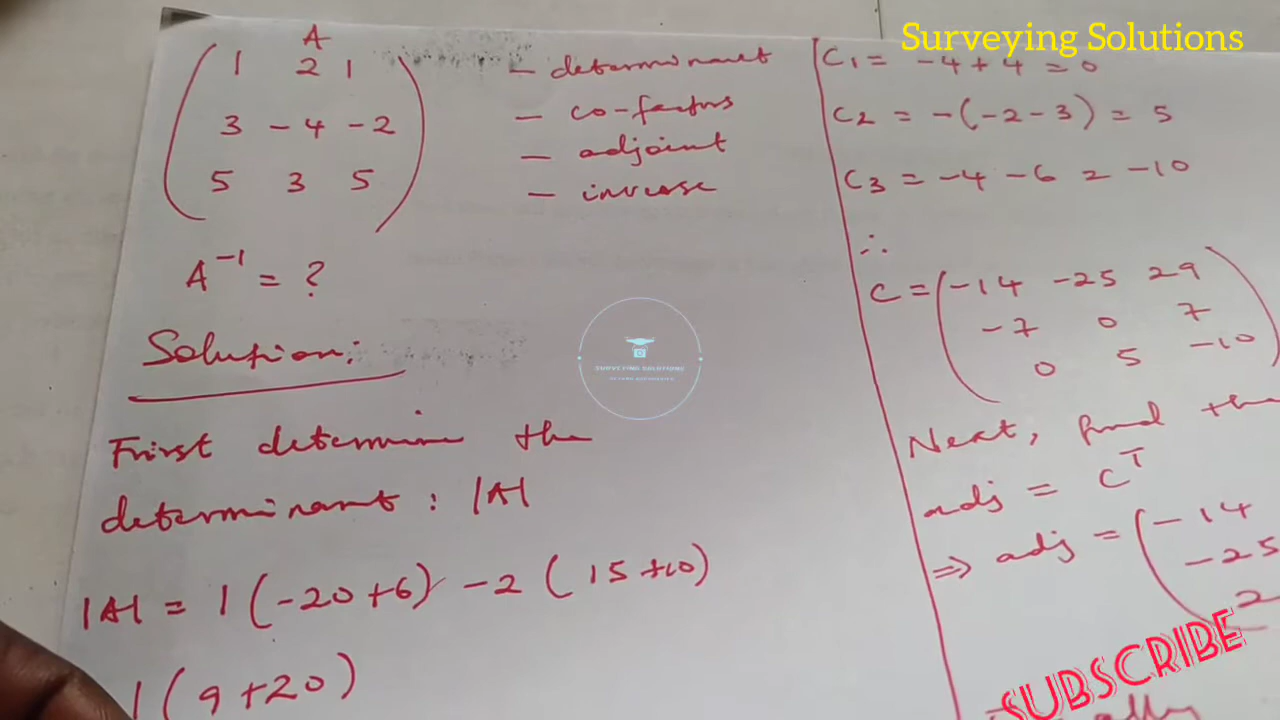 Surveying Solutions
A
1 2 1
3 -4 -2
5 3 5
- determinant
- co-factors
- adjoint
- inverse
A⁻¹ = ?
Solution:
First determine the
determinant : |A|
|A| = 1(-20+6) -2(15+10)
1(9+20)
C1 = -4+4 = 0
C2 = -(-2-3) = 5
C3 = -4-6 = -10
∴
C = (-14 -25 29
-7 0 7
0 5 -10)
Next, find the
adj = Cᵀ
⇒ adj = (-14
-25
2
SURVEYING SOLUTIONS
SUBSCRIBE